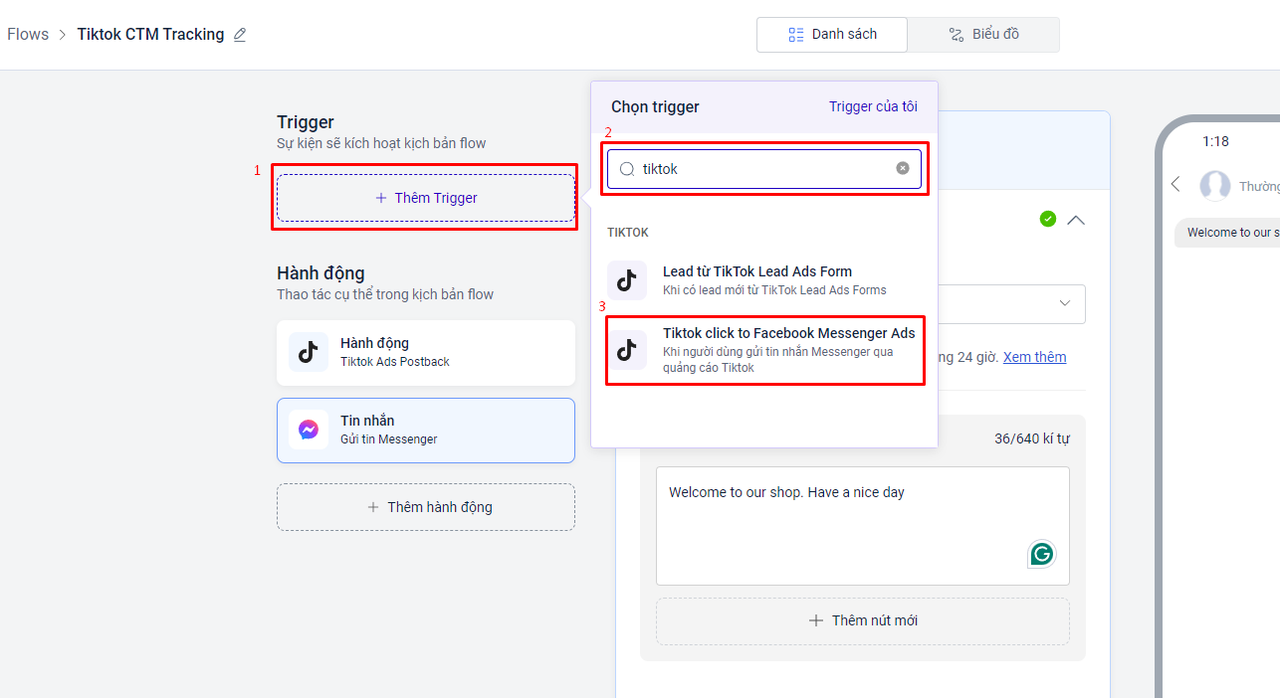 Flows > Tiktok CTM Tracking
Danh sách
Biểu đồ
Trigger
Sự kiện sẽ kích hoạt kịch bản flow
1
+ Thêm Trigger
Hành động
Thao tác cụ thể trong kịch bản flow
Hành động
Tiktok Ads Postback
Tin nhắn
Gửi tin Messenger
+ Thêm hành động
Chọn trigger
Trigger của tôi
2
tiktok
TIKTOK
Lead từ TikTok Lead Ads Form
Khi có lead mới từ TikTok Lead Ads Forms
3
Tiktok click to Facebook Messenger Ads
Khi người dùng gửi tin nhắn Messenger qua
quảng cáo Tiktok
24 giờ. Xem thêm
36/640 kí tự
Welcome to our shop. Have a nice day
+ Thêm nút mới
1:18
Welcome to our